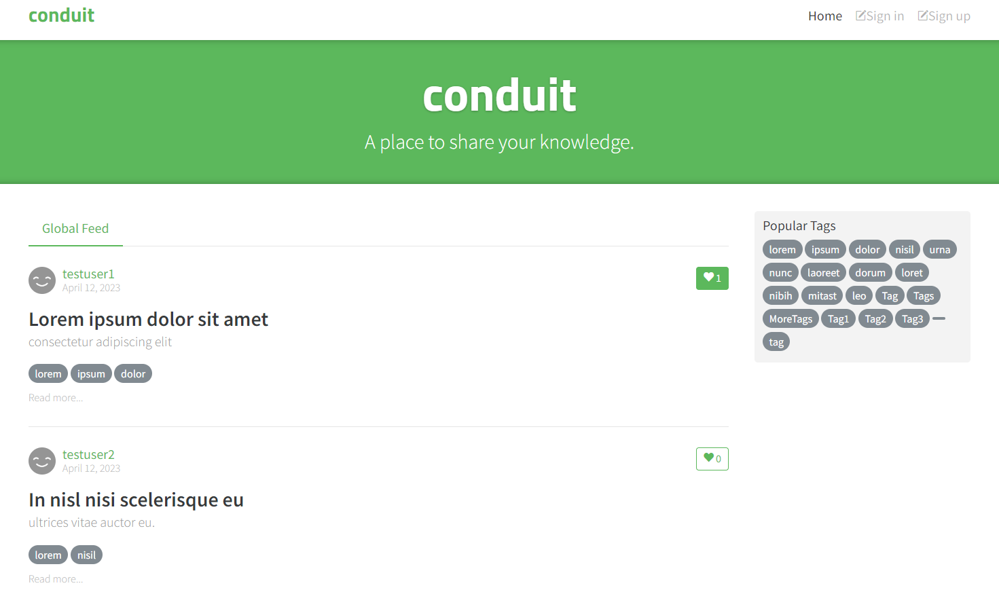 conduit
Home Sign in Sign up
conduit
A place to share your knowledge.
Global Feed
testuser1
April 12, 2023
1
Lorem ipsum dolor sit amet
consectetur adipiscing elit
lorem ipsum dolor
Read more...
testuser2
April 12, 2023
0
In nisl nisi scelerisque eu
ultrices vitae auctor eu.
lorem nisil
Read more...
Popular Tags
lorem ipsum dolor nisil urna
nunc laoreet dorum loret
nibih mitast leo Tag Tags
MoreTags Tag1 Tag2 Tag3
tag